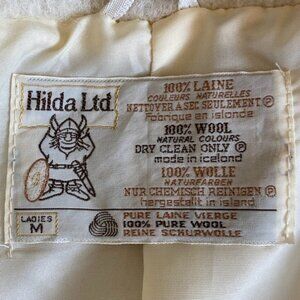 Hilda Ltd.
100% LAINE
COULEURS NATURELLES
NETTOYER A SEC SEULEMENT Ⓟ
Fabrique en islande
100% WOOL
NATURAL COLOURS
DRY CLEAN ONLY Ⓟ
made in iceland
100% WOLLE
NATURFARBEN
NUR CHEMISCH REINIGEN Ⓟ
hergestellt in island
LADIES
M
PURE LAINE VIERGE
100% PURE WOOL
REINE SCHURWOLLE